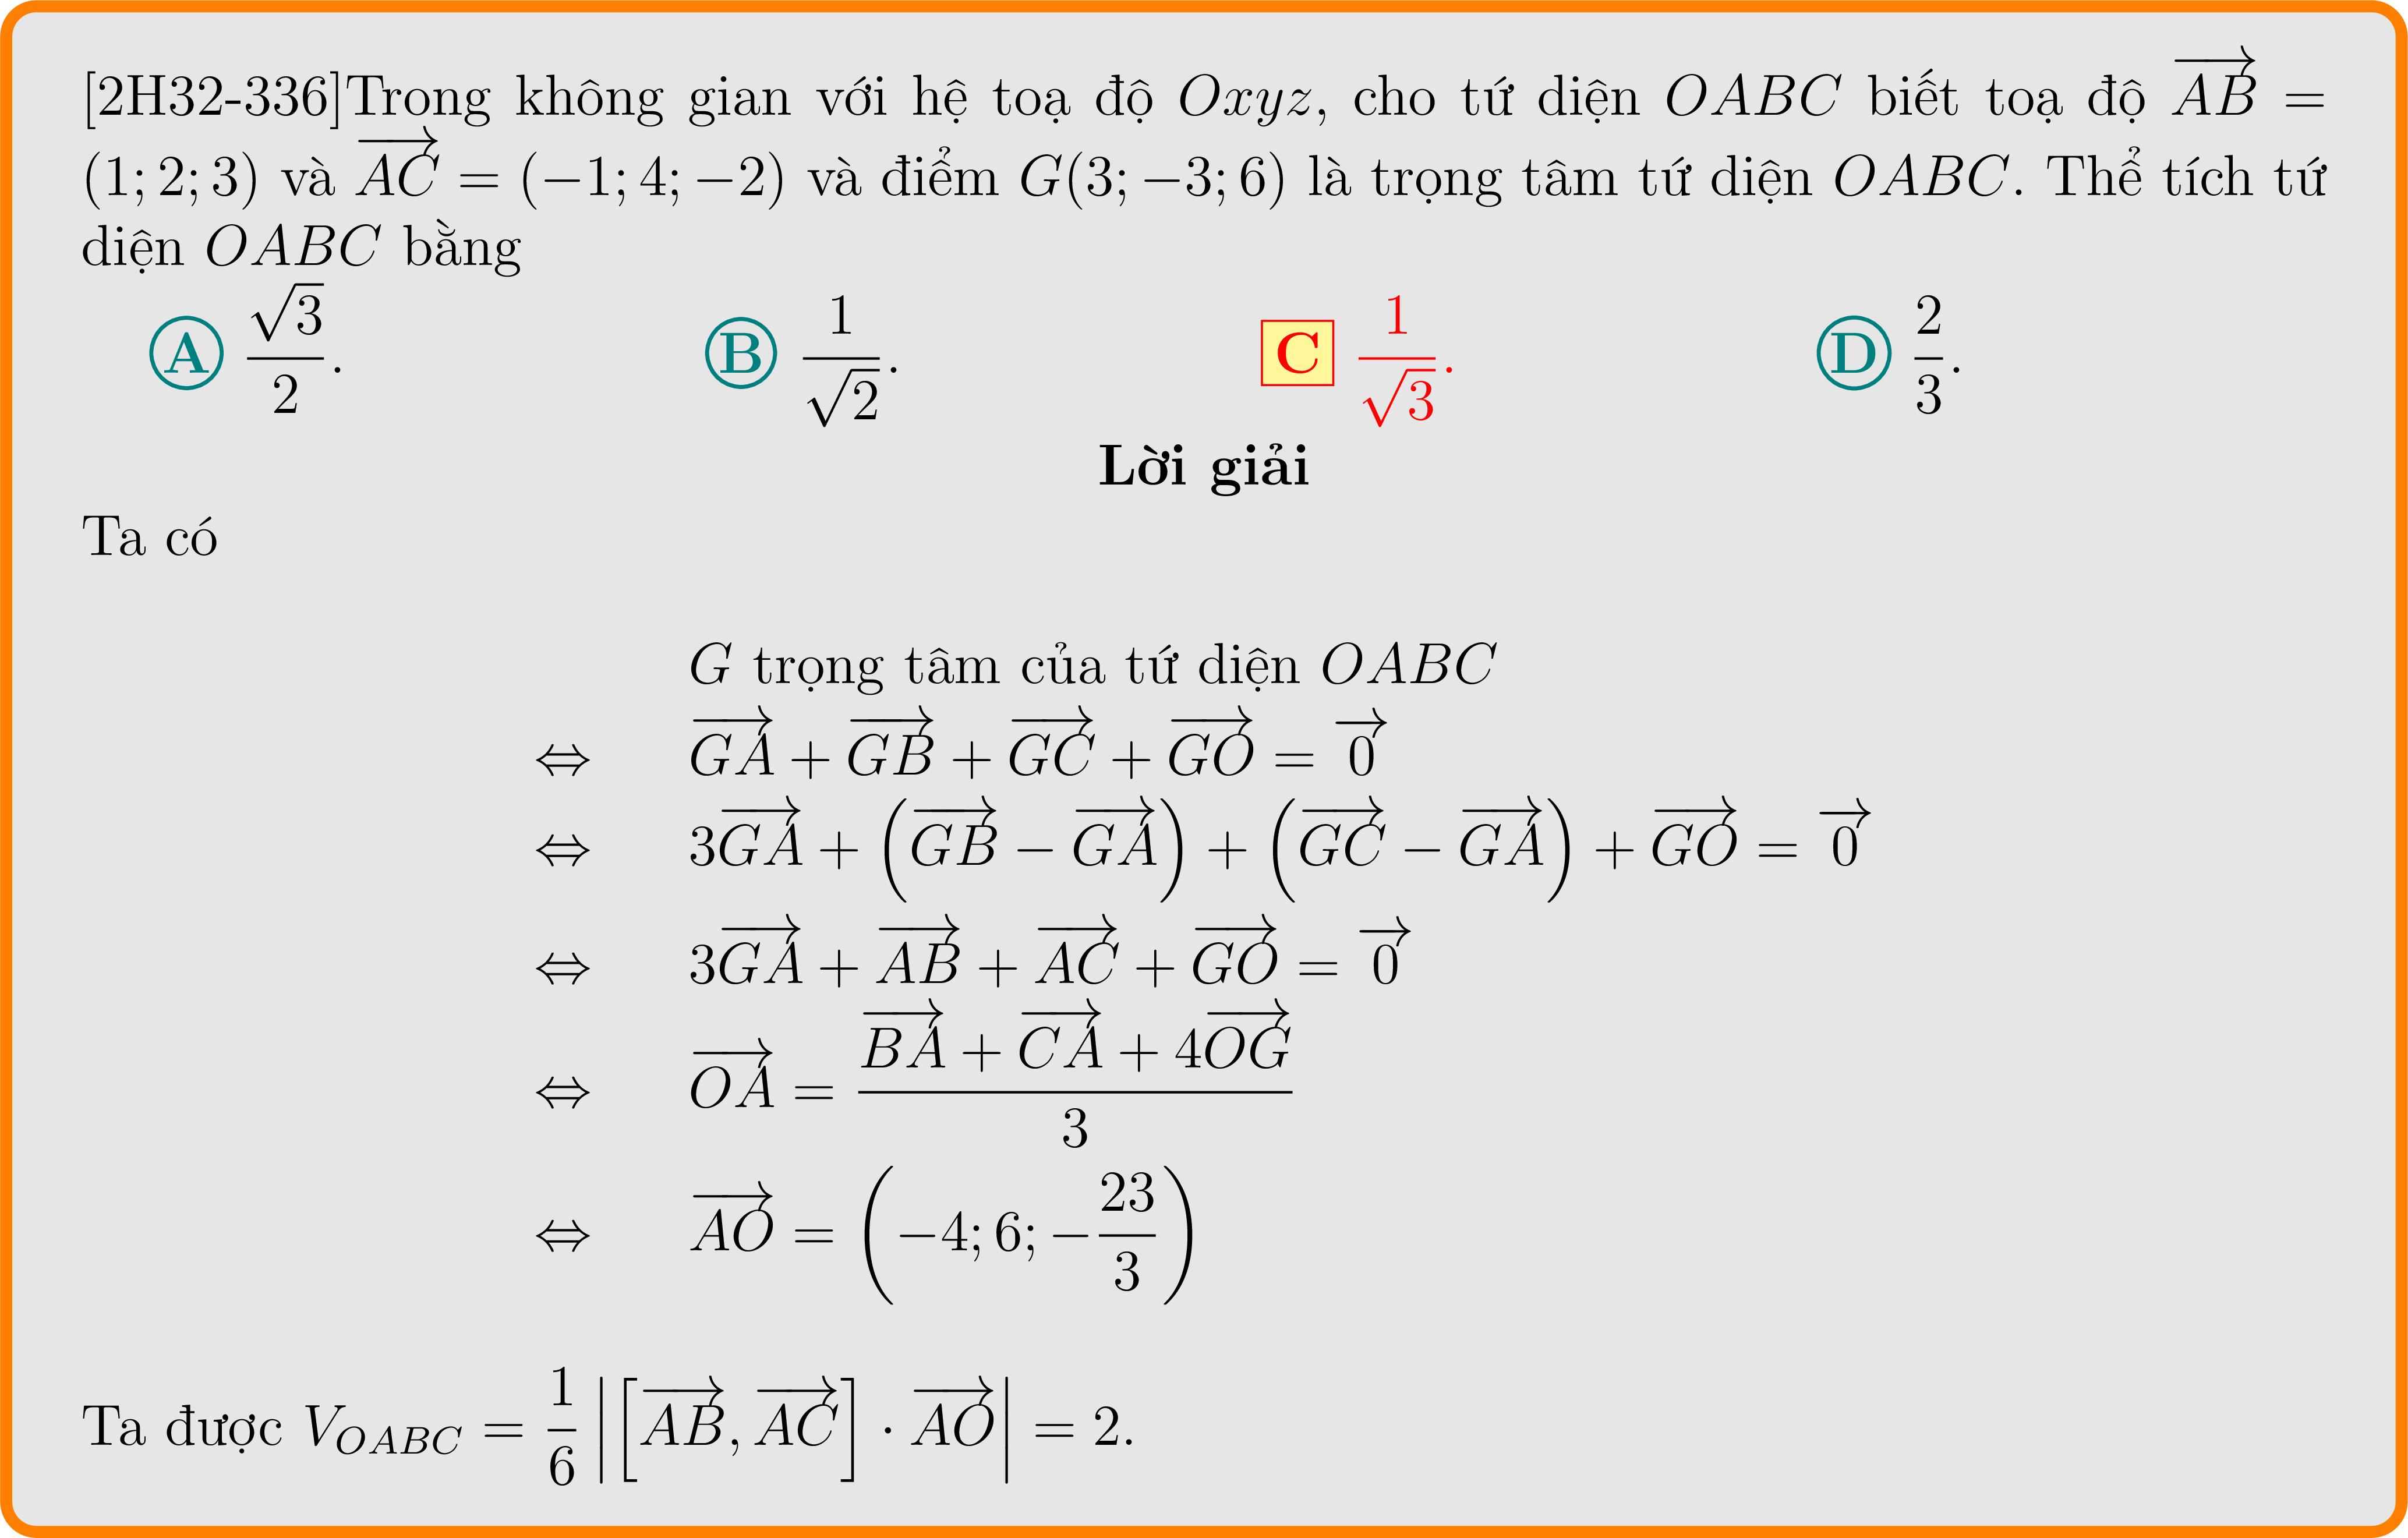 [2H32-336]Trong không gian với hệ toạ độ $Oxyz$, cho tứ diện $OABC$ biết toạ độ $\overrightarrow{AB} =$
$(1; 2; 3)$ và $\overrightarrow{AC} = (-1; 4; -2)$ và điểm $G(3; -3; 6)$ là trọng tâm tứ diện $OABC$. Thể tích tứ
diện $OABC$ bằng
A $\dfrac{\sqrt{3}}{2}$. B $\dfrac{1}{\sqrt{2}}$. C $\dfrac{1}{\sqrt{3}}$. D $\dfrac{2}{3}$.
Lời giải
Ta có
$G$ trọng tâm của tứ diện $OABC$
$\Leftrightarrow \overrightarrow{GA} + \overrightarrow{GB} + \overrightarrow{GC} + \overrightarrow{GO} = \overrightarrow{0}$
$\Leftrightarrow 3\overrightarrow{GA} + \left(\overrightarrow{GB} - \overrightarrow{GA}\right) + \left(\overrightarrow{GC} - \overrightarrow{GA}\right) + \overrightarrow{GO} = \overrightarrow{0}$
$\Leftrightarrow 3\overrightarrow{GA} + \overrightarrow{AB} + \overrightarrow{AC} + \overrightarrow{GO} = \overrightarrow{0}$
$\Leftrightarrow \overrightarrow{OA} = \dfrac{\overrightarrow{BA} + \overrightarrow{CA} + 4\overrightarrow{OG}}{3}$
$\Leftrightarrow \overrightarrow{AO} = \left(-4; 6; -\dfrac{23}{3}\right)$
Ta được $V_{OABC} = \dfrac{1}{6} \left| \left[ \overrightarrow{AB}, \overrightarrow{AC} \right] \cdot \overrightarrow{AO} \right| = 2$.